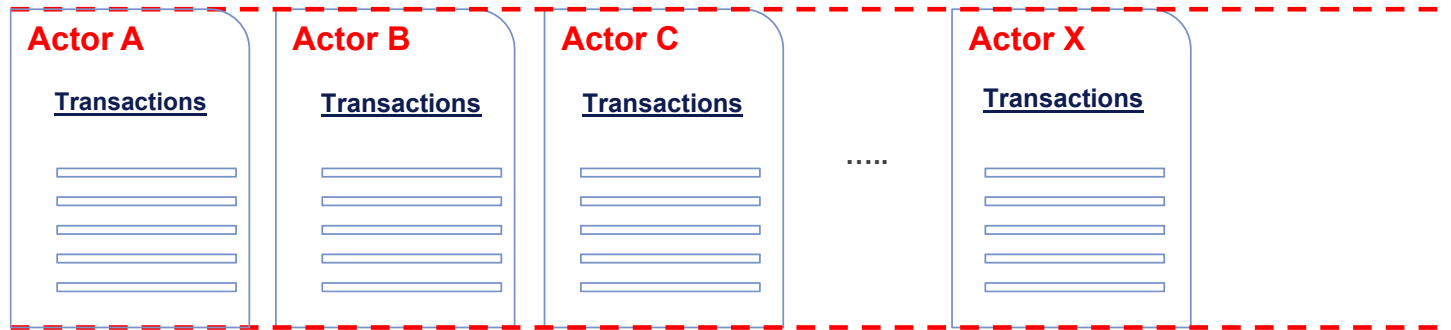 Actor A
Transactions
Actor B
Transactions
Actor C
Transactions
…..
Actor X
Transactions